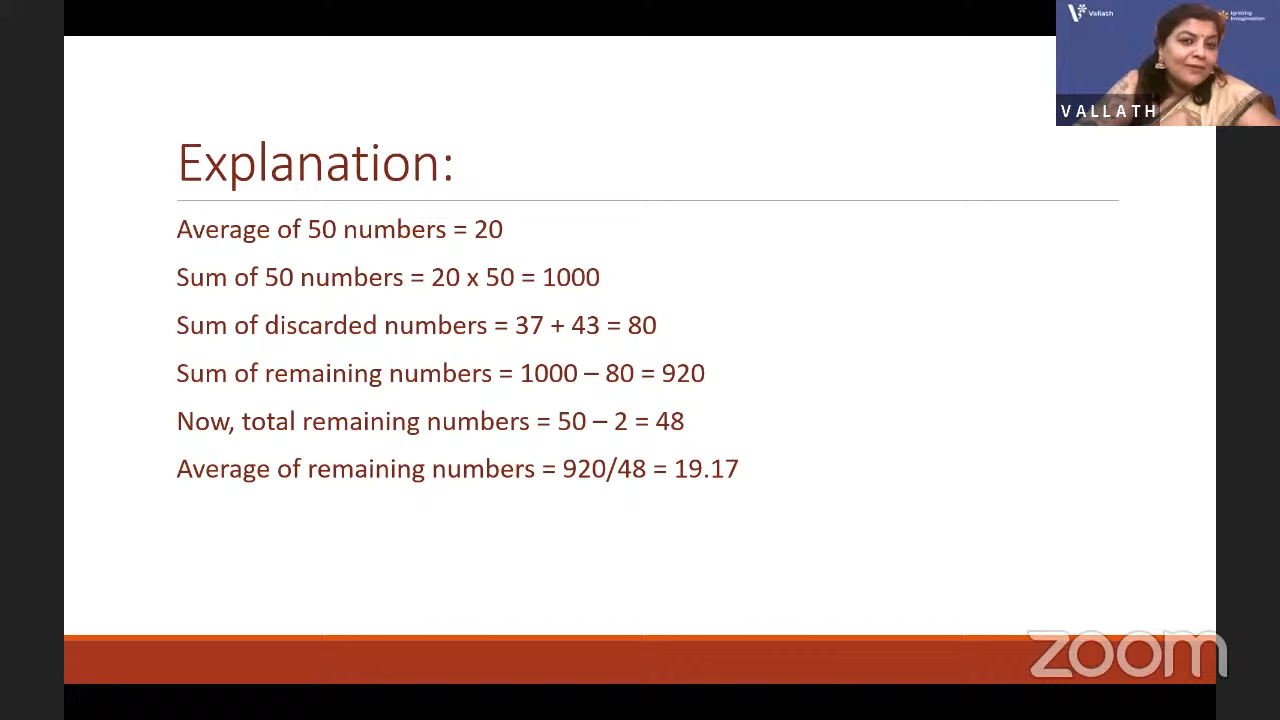 Vallath
Igniting
Imagination
VALLATH
Explanation:
Average of 50 numbers = 20
Sum of 50 numbers = 20 x 50 = 1000
Sum of discarded numbers = 37 + 43 = 80
Sum of remaining numbers = 1000 – 80 = 920
Now, total remaining numbers = 50 – 2 = 48
Average of remaining numbers = 920/48 = 19.17
zoom